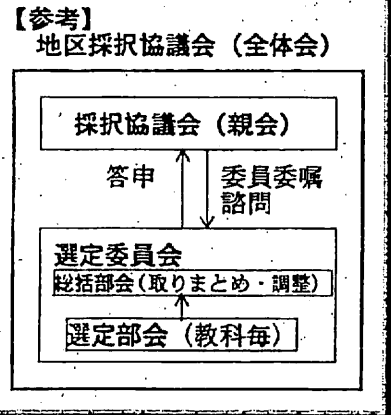 【参考】
地区採択協議会（全体会）
採択協議会（親会）
答申
委員委嘱
諮問
選定委員会
総括部会（取りまとめ・調整）
選定部会（教科毎）